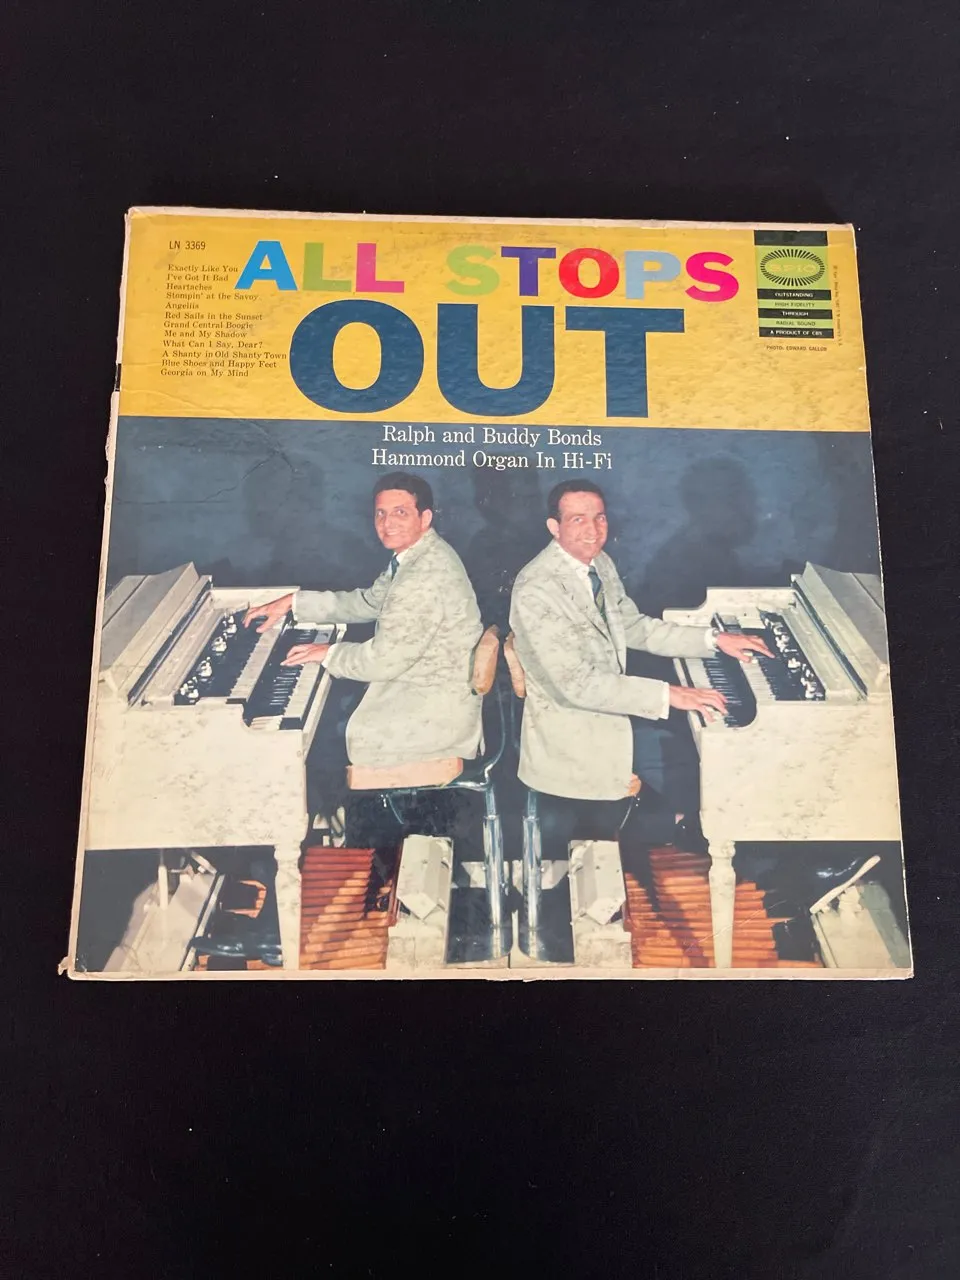 LN 3369
ALL STOPS
OUT
Exactly Like You
I've Got It Bad
Heartaches
Stompin' at the Savoy
Angelita
Red Sails in the Sunset
Grand Central Boogie
Me and My Shadow
What Can I Say, Dear?
A Shanty in Old Shanty Town
Blue Shoes and Happy Feet
Georgia on My Mind
EPIC
OUTSTANDING
HIGH FIDELITY
THROUGH
RADIAL SOUND
A PRODUCT OF CBS
PHOTO: EDWARD GALLOB
Ralph and Buddy Bonds
Hammond Organ In Hi-Fi